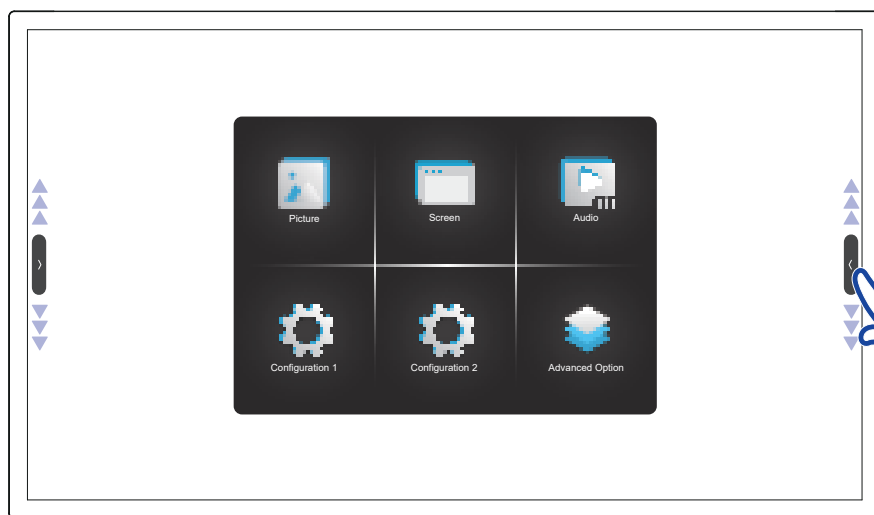 Picture
Screen
Audio
Configuration 1
Configuration 2
Advanced Option